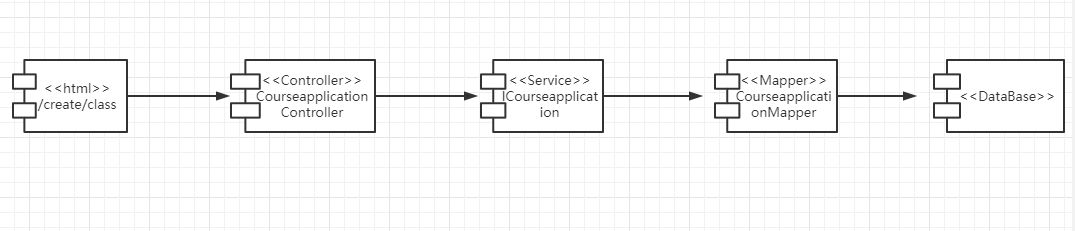 <<html>>
/create/class
<<Controller>>
Courseapplication
Controller
<<Service>>
ICourseapplicat
ion
<<Mapper>>
Courseapplicati
onMapper
<<DataBase>>